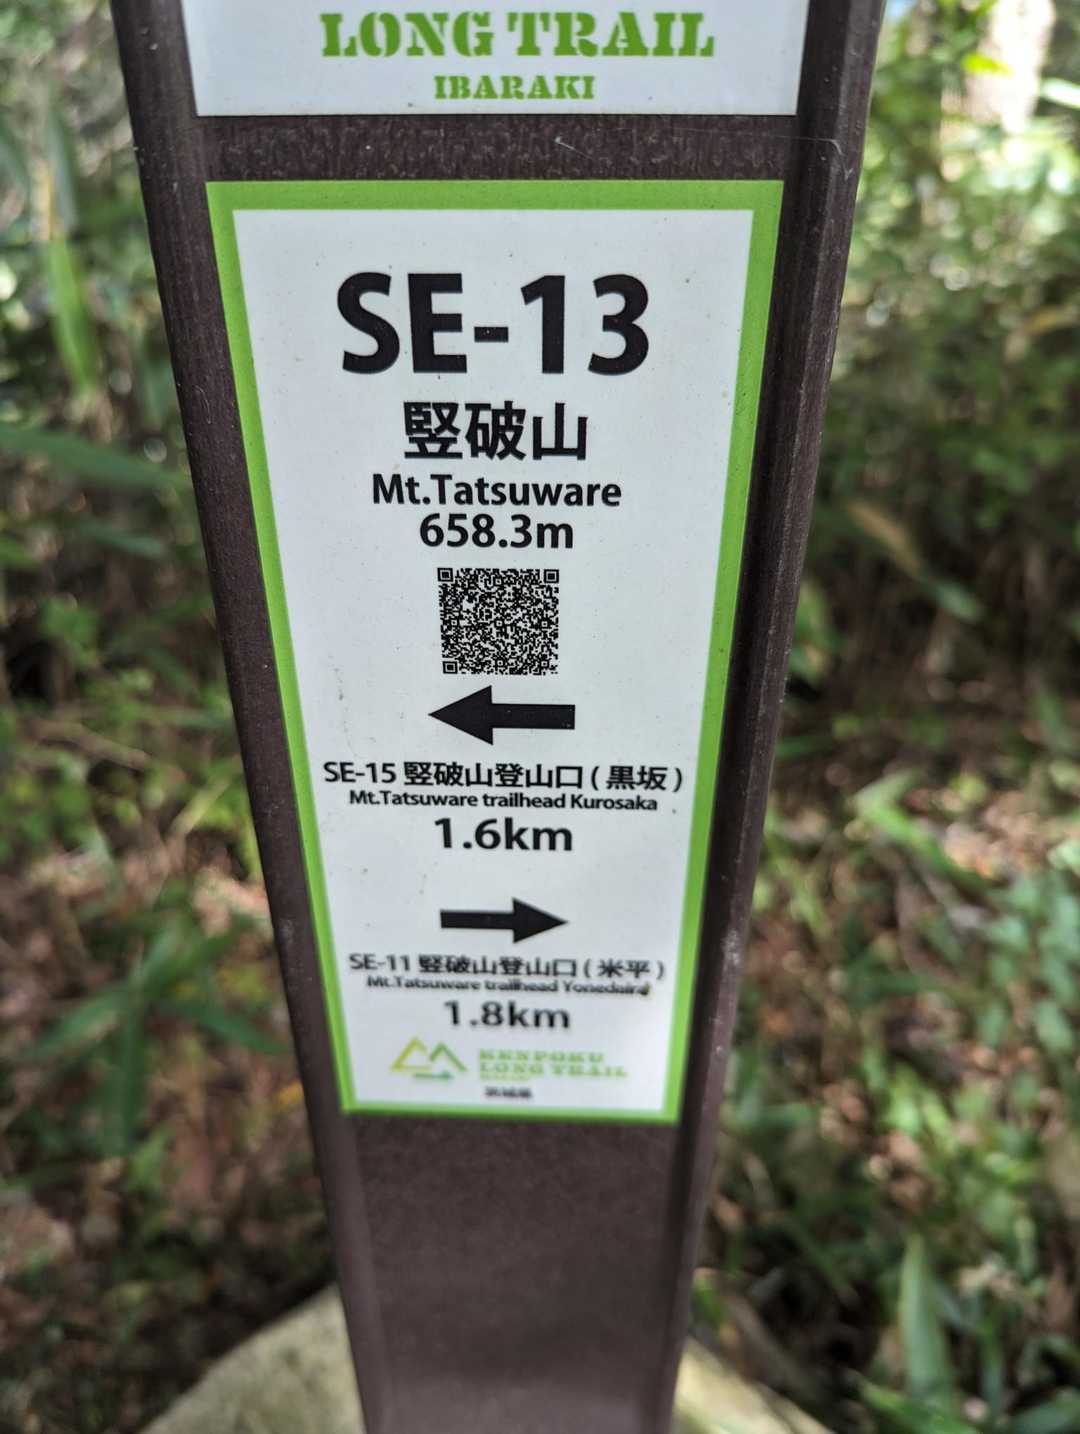 LONG TRAIL
IBARAKI
SE-13
竪破山
Mt.Tatsuware
658.3m
SE-15 竪破山登山口 ( 黒坂 )
Mt.Tatsuware trailhead Kurosaka
1.6km
SE-11 竪破山登山口 ( 米平 )
Mt.Tatsuware trailhead Yonedaira
1.8km
KENPOKU
LONG TRAIL